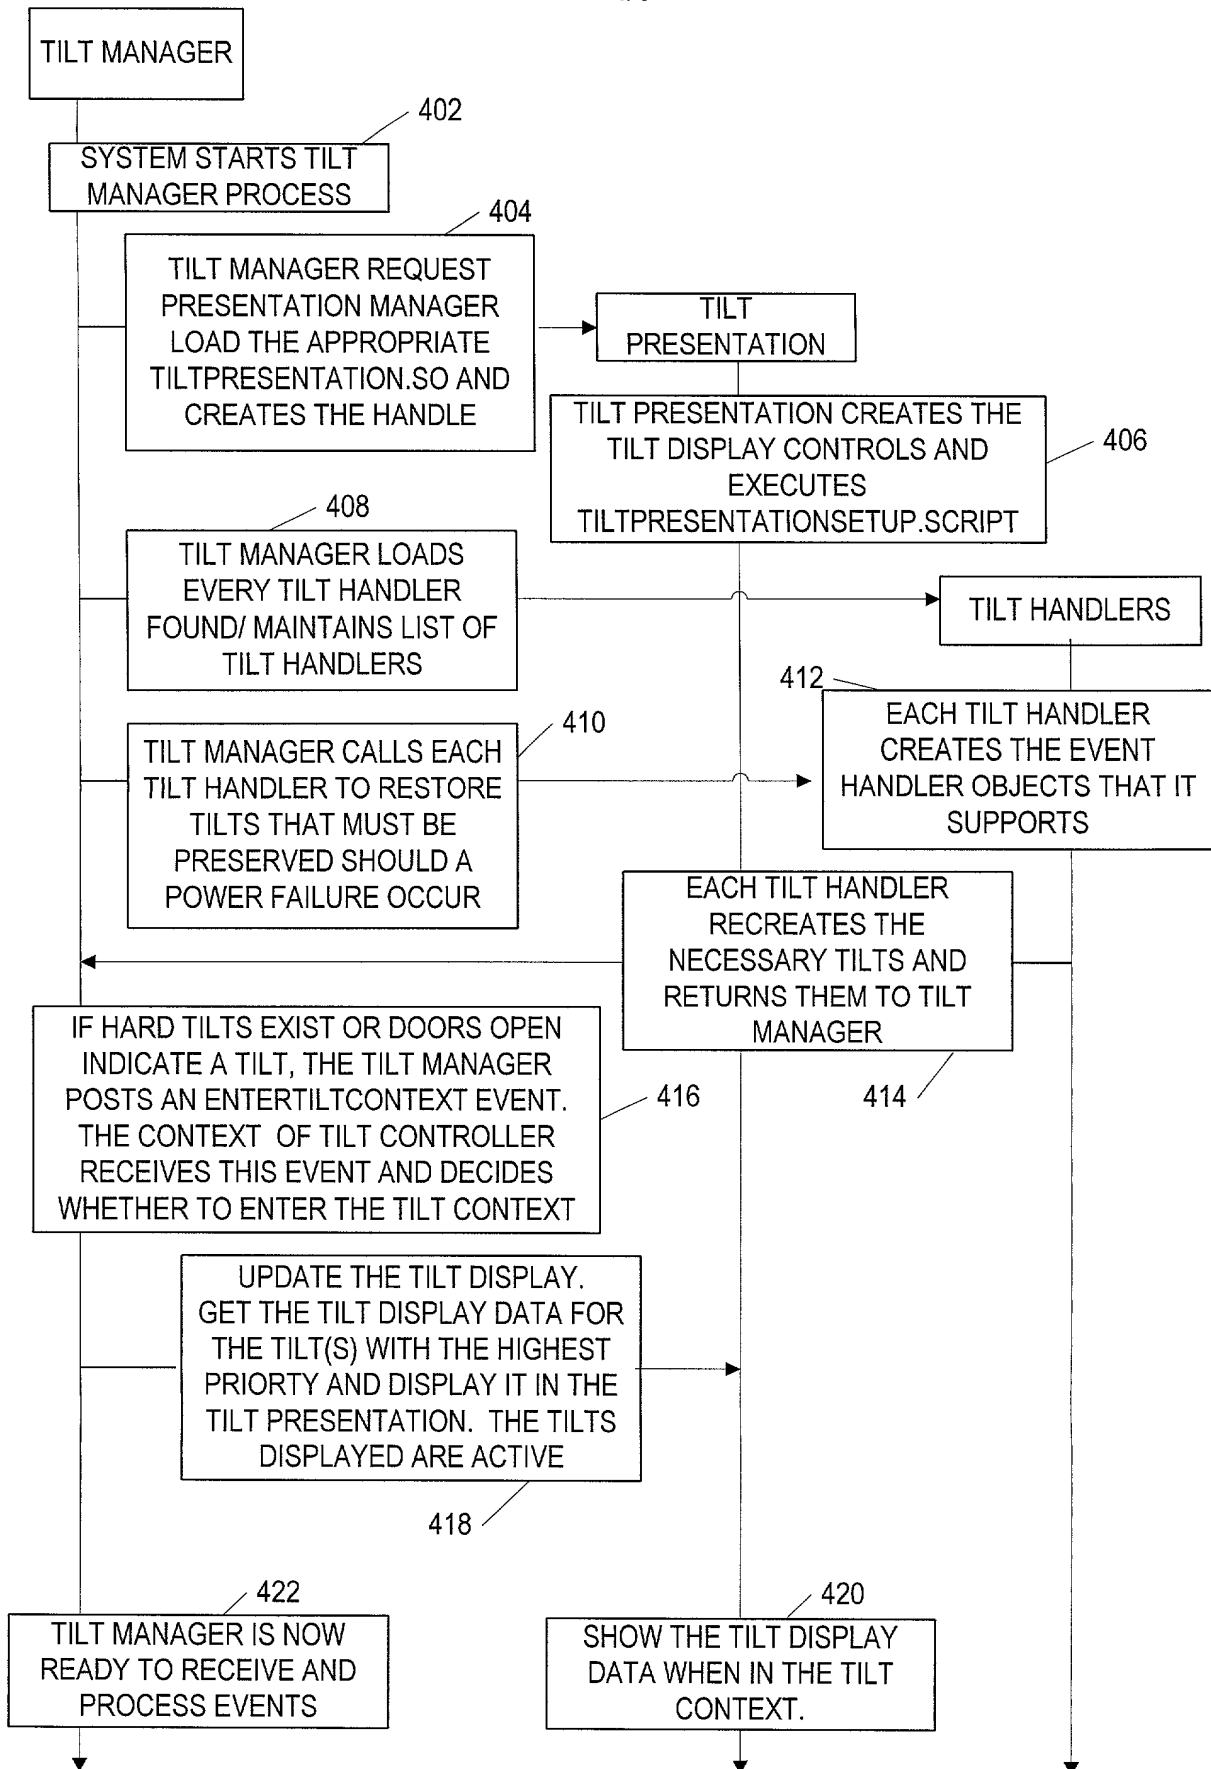 TILT MANAGER
402
SYSTEM STARTS TILT
MANAGER PROCESS
404
TILT MANAGER REQUEST
PRESENTATION MANAGER
LOAD THE APPROPRIATE
TILTPRESENTATION.SO AND
CREATES THE HANDLE
TILT
PRESENTATION
TILT PRESENTATION CREATES THE
TILT DISPLAY CONTROLS AND
EXECUTES
TILTPRESENTATIONSETUP.SCRIPT
406
408
TILT MANAGER LOADS
EVERY TILT HANDLER
FOUND/ MAINTAINS LIST OF
TILT HANDLERS
TILT HANDLERS
412
EACH TILT HANDLER
CREATES THE EVENT
HANDLER OBJECTS THAT IT
SUPPORTS
410
TILT MANAGER CALLS EACH
TILT HANDLER TO RESTORE
TILTS THAT MUST BE
PRESERVED SHOULD A
POWER FAILURE OCCUR
EACH TILT HANDLER
RECREATES THE
NECESSARY TILTS AND
RETURNS THEM TO TILT
MANAGER
414
IF HARD TILTS EXIST OR DOORS OPEN
INDICATE A TILT, THE TILT MANAGER
POSTS AN ENTERTILTCONTEXT EVENT.
THE CONTEXT OF TILT CONTROLLER
RECEIVES THIS EVENT AND DECIDES
WHETHER TO ENTER THE TILT CONTEXT
416
UPDATE THE TILT DISPLAY.
GET THE TILT DISPLAY DATA FOR
THE TILT(S) WITH THE HIGHEST
PRIORTY AND DISPLAY IT IN THE
TILT PRESENTATION. THE TILTS
DISPLAYED ARE ACTIVE
418
422
TILT MANAGER IS NOW
READY TO RECEIVE AND
PROCESS EVENTS
420
SHOW THE TILT DISPLAY
DATA WHEN IN THE TILT
CONTEXT.